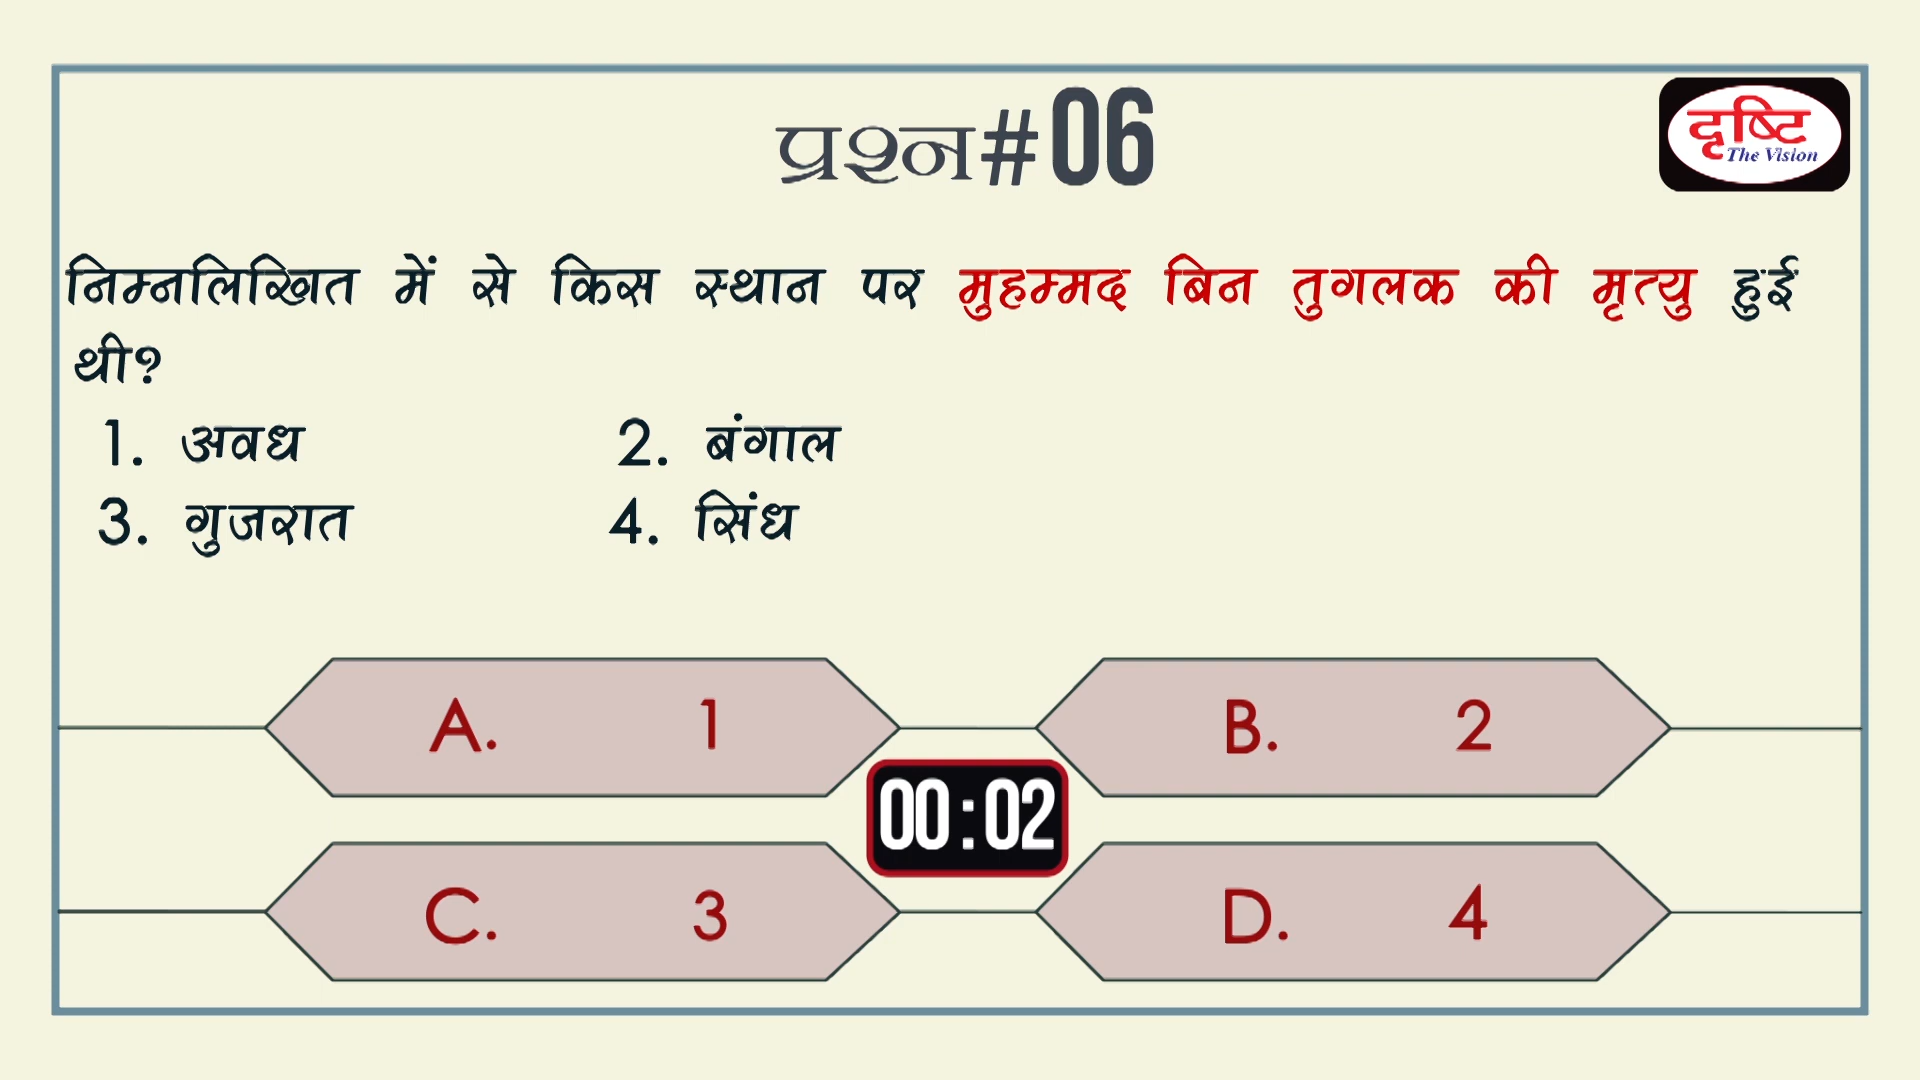 प्रश्न#06
दृष्टि
The Vision
निम्नलिखित में से किस स्थान पर मुहम्मद बिन तुगलक की मृत्यु हुई
थी?
1. अवध 2. बंगाल
3. गुजरात 4. सिंध
A. 1 B. 2
00:02
C. 3 D. 4